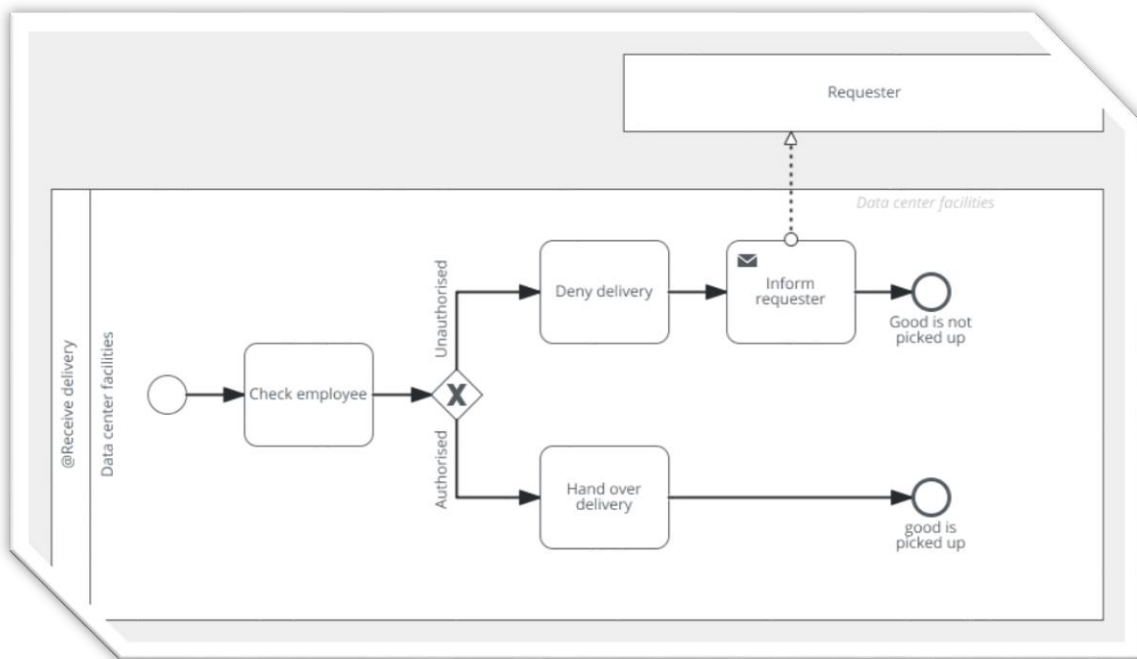 Requester
Data center facilities
@Receive delivery
Data center facilities
Check employee
Unauthorised
Authorised
X
Deny delivery
Inform
requester
Good is not
picked up
Hand over
delivery
good is
picked up